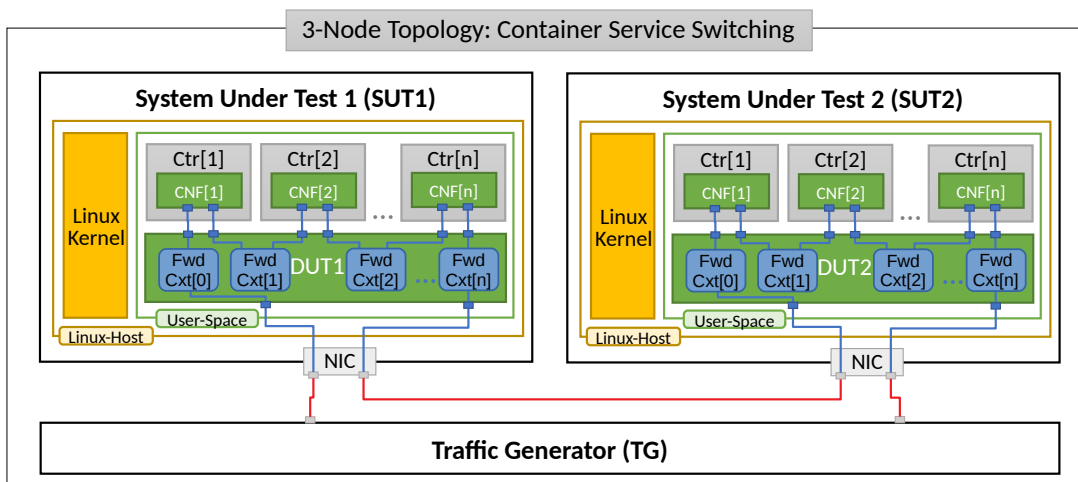 3-Node Topology: Container Service Switching
System Under Test 1 (SUT1)
Linux
Kernel
Ctr[1]
CNF[1]
Ctr[2]
CNF[2]
...
Ctr[n]
CNF[n]
DUT1
Fwd
Cxt[0]
Fwd
Cxt[1]
Fwd
Cxt[2]
...
Fwd
Cxt[n]
User-Space
Linux-Host
NIC
System Under Test 2 (SUT2)
Linux
Kernel
Ctr[1]
CNF[1]
Ctr[2]
CNF[2]
...
Ctr[n]
CNF[n]
DUT2
Fwd
Cxt[0]
Fwd
Cxt[1]
Fwd
Cxt[2]
...
Fwd
Cxt[n]
User-Space
Linux-Host
NIC
Traffic Generator (TG)